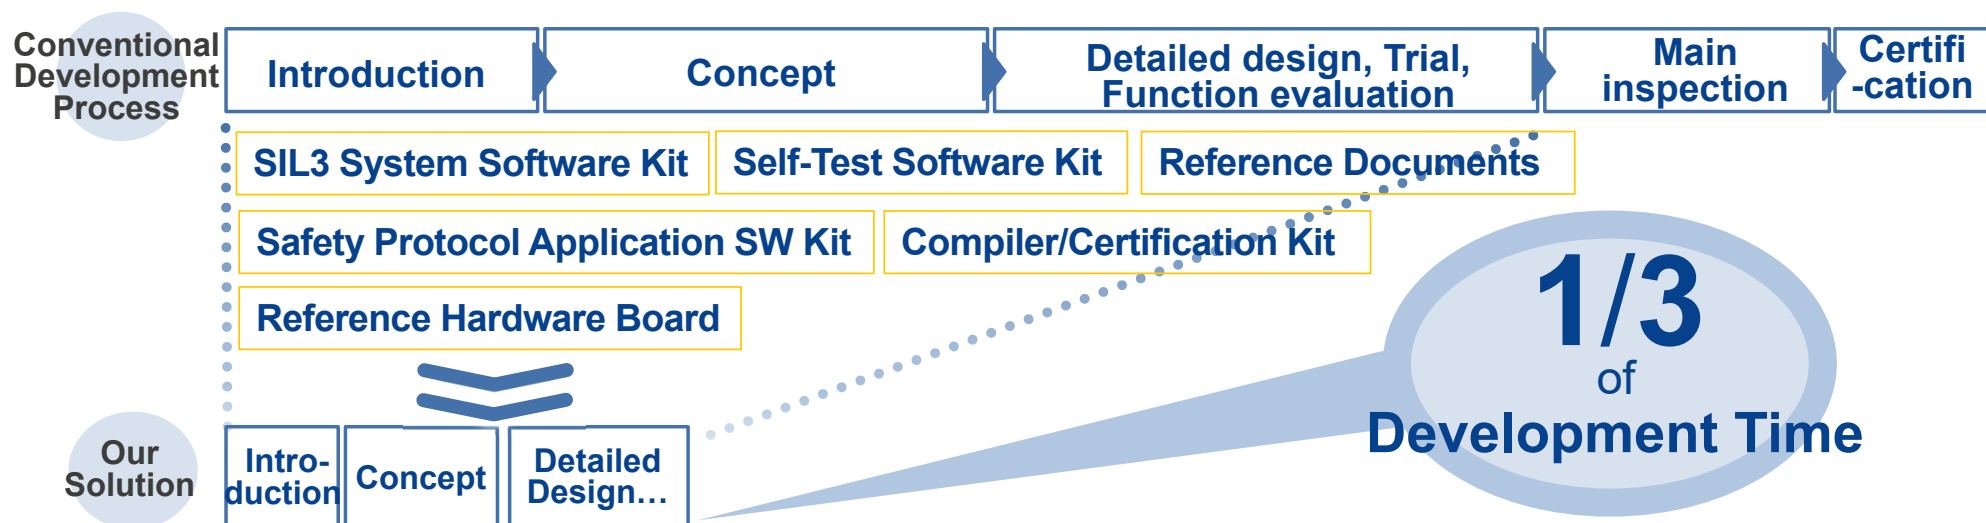 Conventional
Development
Process
Introduction
Concept
Detailed design, Trial,
Function evaluation
Main
inspection
Certifi
-cation
SIL3 System Software Kit
Self-Test Software Kit
Reference Documents
Safety Protocol Application SW Kit
Compiler/Certification Kit
Reference Hardware Board
1/3
of
Development Time
Our
Solution
Intro-
duction
Concept
Detailed
Design…